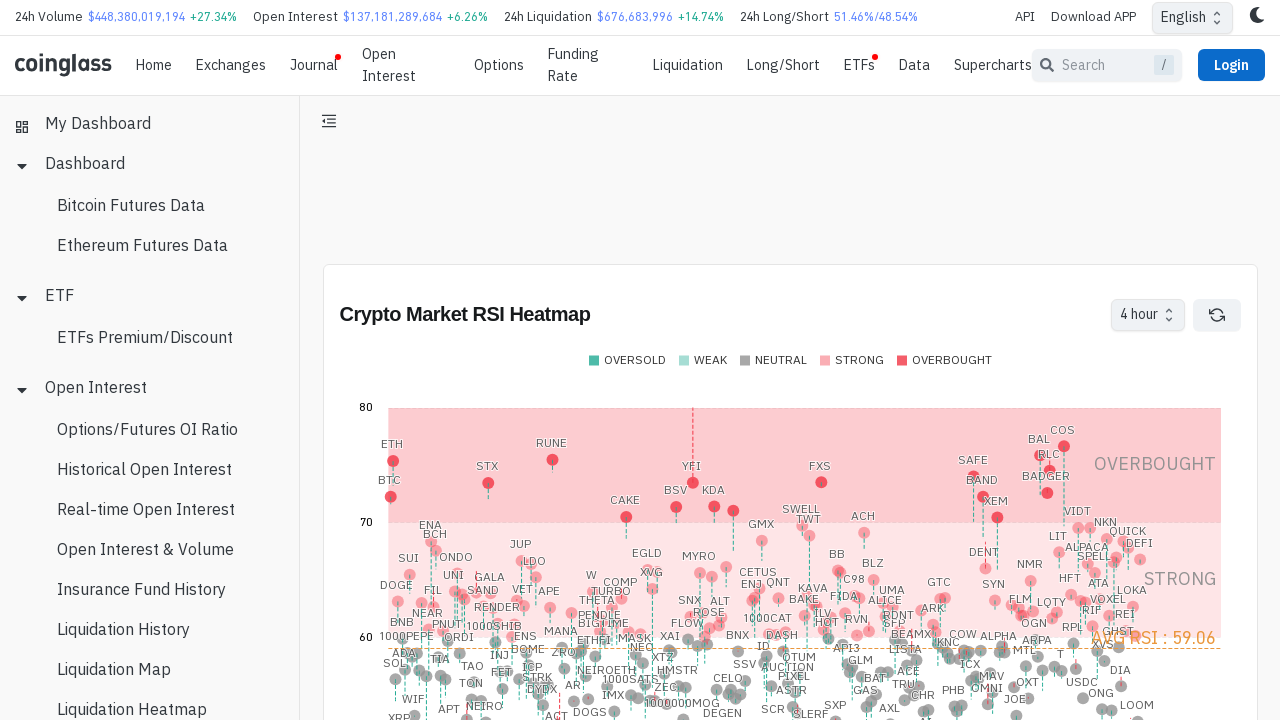 24h Volume $448,380,019,194 +27.34% Open Interest $137,181,289,684 +6.26% 24h Liquidation $676,683,996 +14.74% 24h Long/Short 51.46%/48.54% API Download APP English
coinglass Home Exchanges Journal Open Interest Options Funding Rate Liquidation Long/Short ETFs Data Supercharts Search / Login
My Dashboard
Dashboard
Bitcoin Futures Data
Ethereum Futures Data
ETF
ETFs Premium/Discount
Open Interest
Options/Futures OI Ratio
Historical Open Interest
Real-time Open Interest
Open Interest & Volume
Insurance Fund History
Liquidation History
Liquidation Map
Liquidation Heatmap
Crypto Market RSI Heatmap 4 hour
OVERSOLD WEAK NEUTRAL STRONG OVERBOUGHT
80
COS
ETH RUNE BAL
RLC
STX YFI FXS SAFE OVERBOUGHT
BTC BAND BADGER
BSV KDA
CAKE XEM
SWELL VIDT
70
ENA GMX TWT ACH NKN
BCH LIT QUICK
JUP DENT ALPACA DEFI
SUI ONDO LDO EGLD MYRO BB BLZ SPELL
UNI GALA W XVG CETUS C98 NMR HFT STRONG
DOGE FIL SAND VET APE COMP ENJ QNT KAVA UMA GTC SYN ATA LOKA
TURBO
NEAR RENDER THETA SNX ALT BAKE FIDA ALICE ARK FLM LQTY VOXEL
BNB PNUT PENDLE FLOW ROSE 1000CAT ILV RVN RDNT OGN RPL RIF REI
1000SHIB BIGTIME HOT SFP
60
1000PEPE ORDI ENS MANA ETHFI MASK XAI BNX DASH BEAMX COW ALPHA ARPA GHST
AVG RSI : 59.06
ADA TIA INJ BOME ZRO NEO XTZ ID QTUM API3 LISTA KNC MTL T XVS
SOL TAO FET ICP NEIROETH HMSTR SSV AUCTION GLM ACE ICX DIA
TON STRK AR 1000SATS CELO PIXEL BAT MAV OXT USDC
WIF NEIRO DYDX IMX ZEC ASTR GAS TRU CHR PHB OMNI JOE ONG
XRP APT ACT DOGS 1000000MOG DEGEN SCR CLERF SXP AXL LOOM